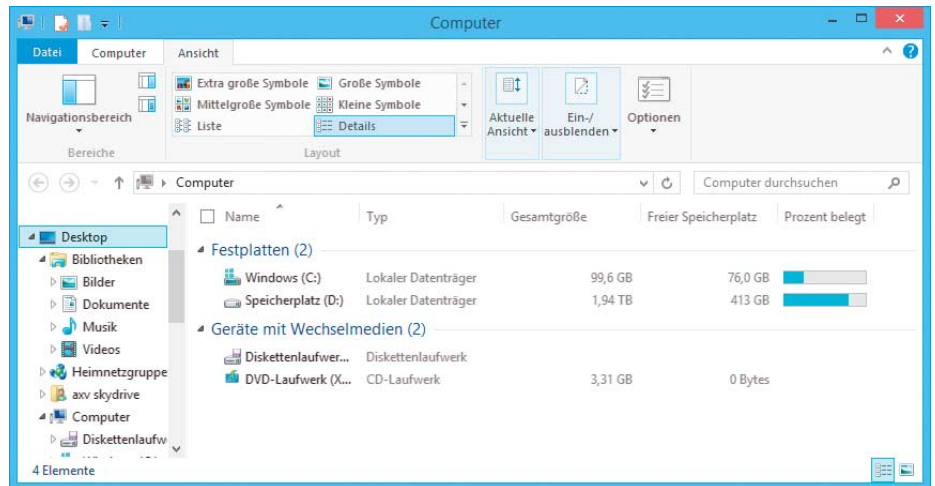 Computer
Datei Computer Ansicht
Navigationsbereich
Bereiche
Extra große Symbole Große Symbole
Mittelgroße Symbole Kleine Symbole
Liste Details
Layout
Aktuelle Ansicht
Ein-/ausblenden
Optionen
Computer Computer durchsuchen
Name Typ Gesamtgröße Freier Speicherplatz Prozent belegt
Desktop
Bibliotheken
Bilder
Dokumente
Musik
Videos
Heimnetzgruppe
axv skydrive
Computer
Diskettenlaufw
Festplatten (2)
Windows (C:) Lokaler Datenträger 99,6 GB 76,0 GB
Speicherplatz (D:) Lokaler Datenträger 1,94 TB 413 GB
Geräte mit Wechselmedien (2)
Diskettenlaufwer... Diskettenlaufwerk
DVD-Laufwerk (X... CD-Laufwerk 3,31 GB 0 Bytes
4 Elemente